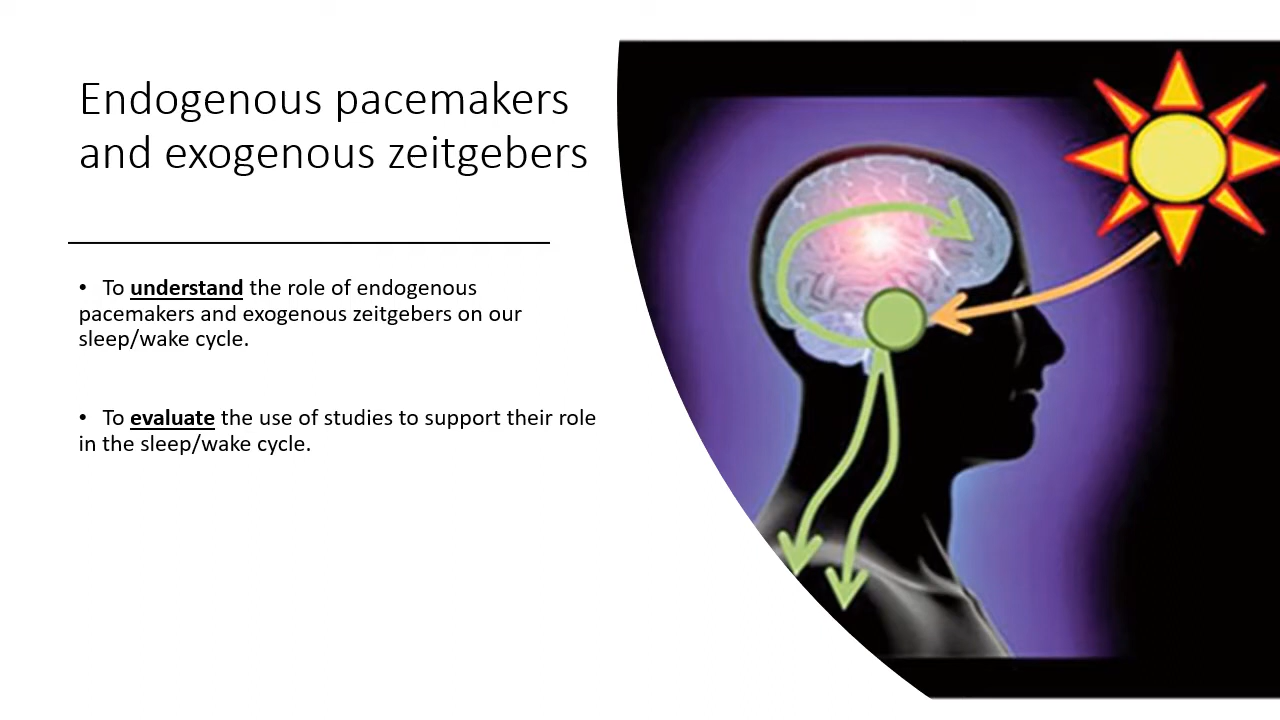 Endogenous pacemakers
and exogenous zeitgebers
• To understand the role of endogenous
pacemakers and exogenous zeitgebers on our
sleep/wake cycle.
• To evaluate the use of studies to support their role
in the sleep/wake cycle.